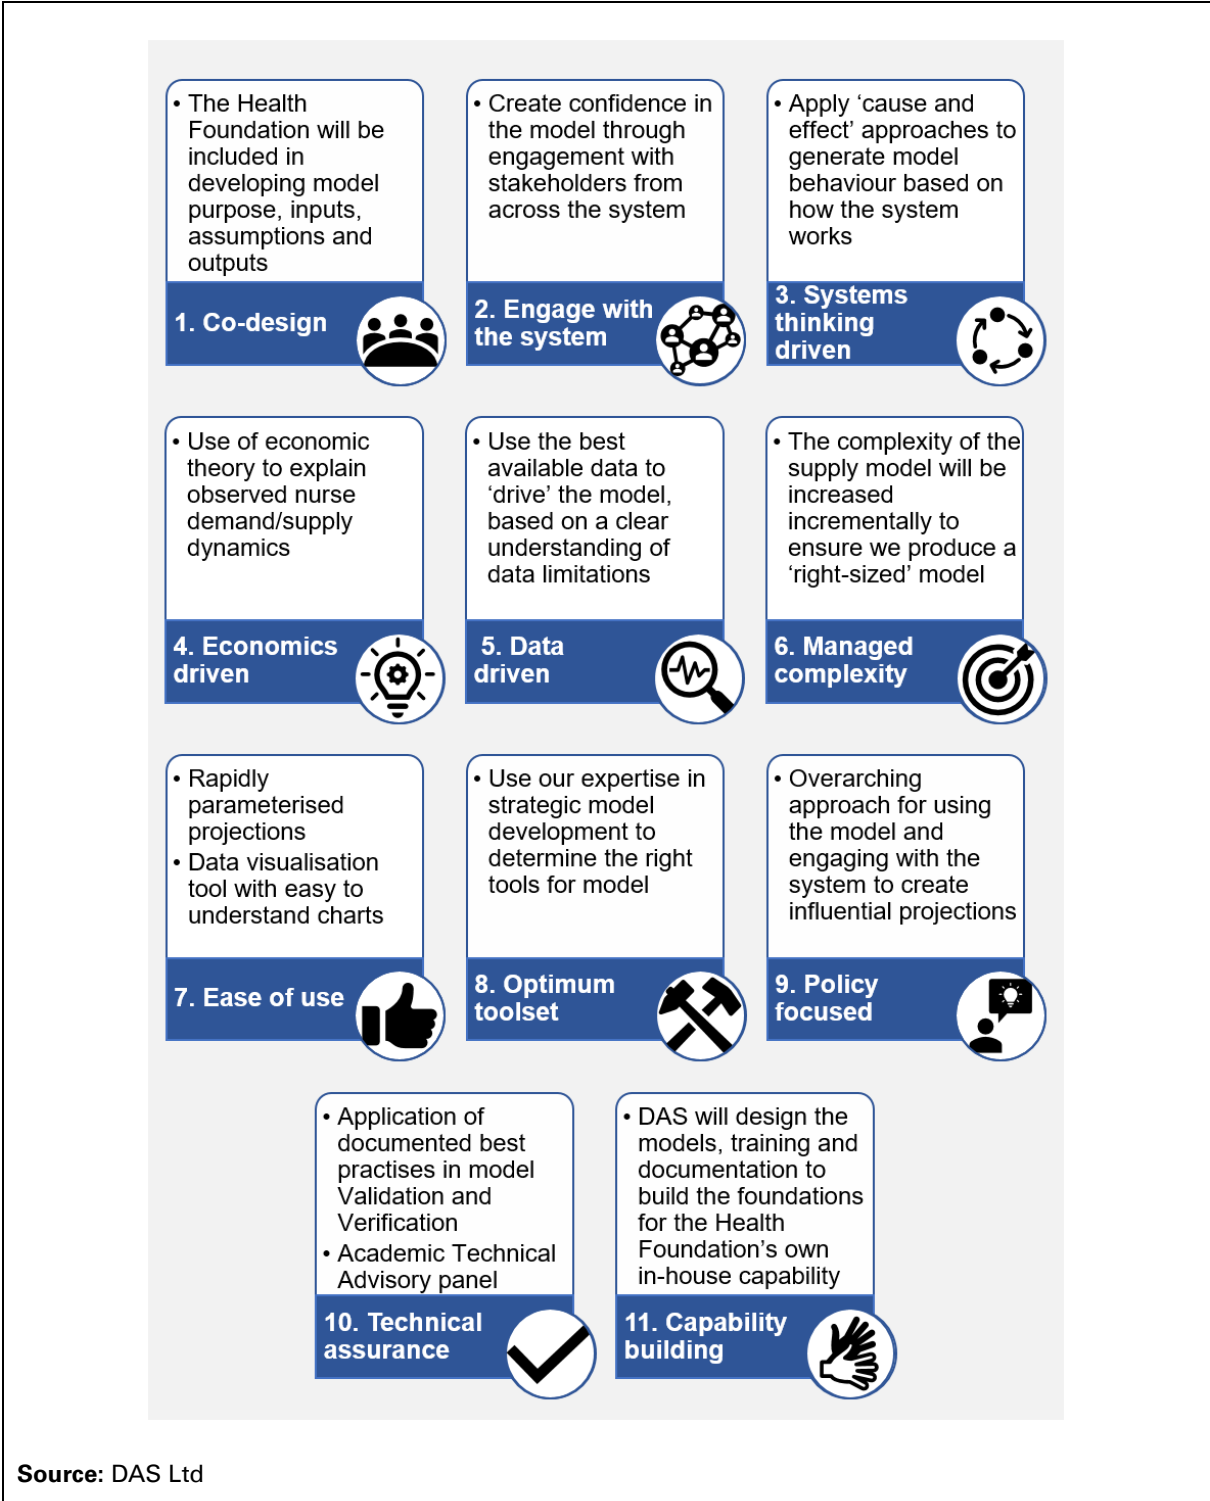 • The Health
Foundation will be
included in
developing model
purpose, inputs,
assumptions and
outputs
1. Co-design
• Create confidence in
the model through
engagement with
stakeholders from
across the system
2. Engage with
the system
• Apply ‘cause and
effect’ approaches to
generate model
behaviour based on
how the system
works
3. Systems
thinking
driven
• Use of economic
theory to explain
observed nurse
demand/supply
dynamics
4. Economics
driven
• Use the best
available data to
‘drive’ the model,
based on a clear
understanding of
data limitations
5. Data
driven
• The complexity of the
supply model will be
increased
incrementally to
ensure we produce a
‘right-sized’ model
6. Managed
complexity
• Rapidly
parameterised
projections
• Data visualisation
tool with easy to
understand charts
7. Ease of use
• Use our expertise in
strategic model
development to
determine the right
tools for model
8. Optimum
toolset
• Overarching
approach for using
the model and
engaging with the
system to create
influential projections
9. Policy
focused
• Application of
documented best
practises in model
Validation and
Verification
• Academic Technical
Advisory panel
10. Technical
assurance
• DAS will design the
models, training and
documentation to
build the foundations
for the Health
Foundation’s own
in-house capability
11. Capability
building
Source: DAS Ltd